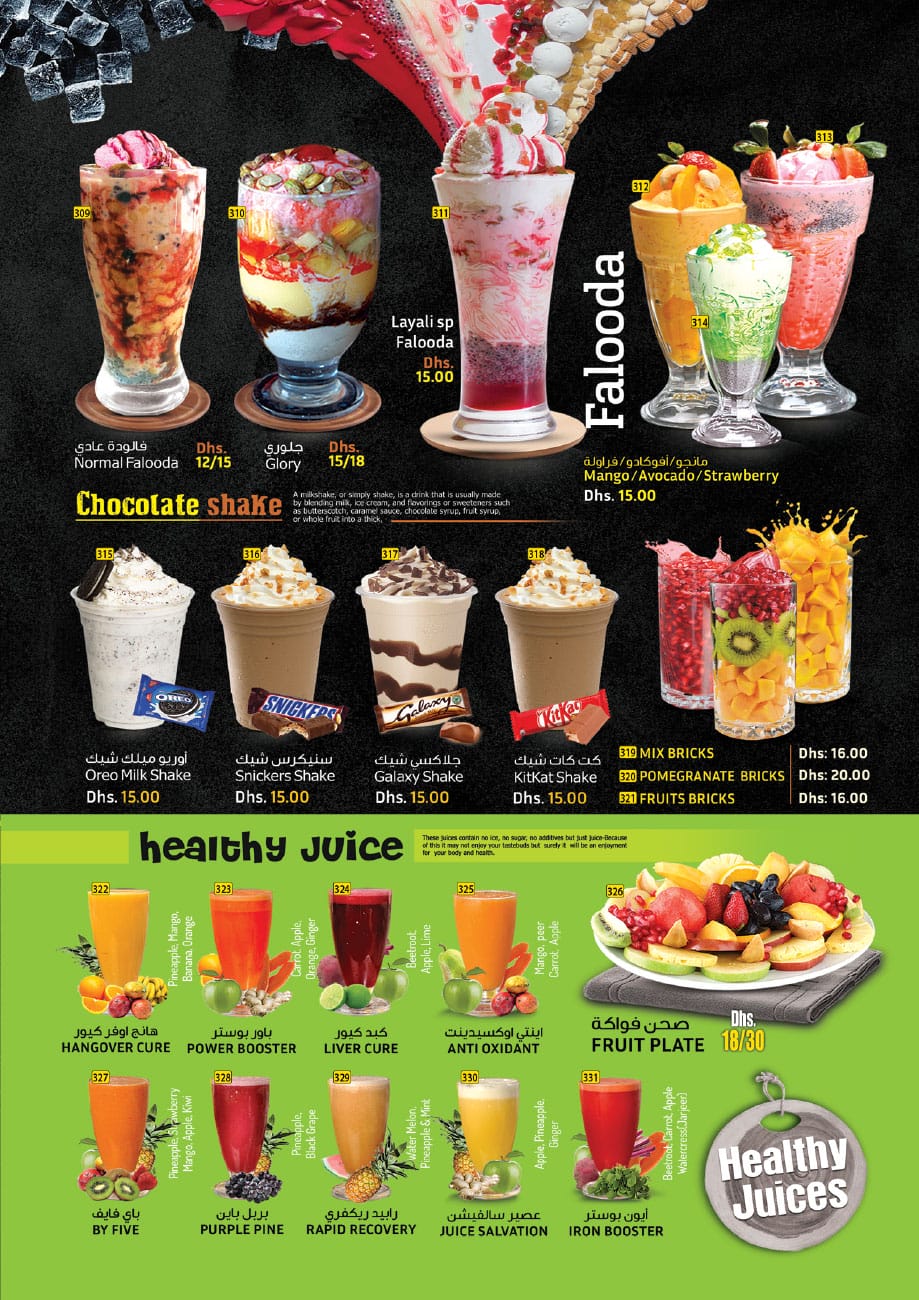 309
310
311
312
313
314
Layali sp
Falooda
Dhs.
15.00
Falooda
فالودة عادي
Normal Falooda
Dhs.
12/15
جلوري
Glory
Dhs.
15/18
مانجو/أفوكادو/فراولة
Mango/Avocado/Strawberry
Dhs. 15.00
Chocolate shake
A milkshake, or simply shake, is a drink that is usually made
by blending milk, ice-cream, and flavorings or sweeteners such
as butterscotch, caramel sauce, chocolate syrup, fruit syrup,
or whole fruit into a thick,
315
316
317
318
OREO
SNICKERS
Galaxy
KitKat
أوريو ميلك شيك
Oreo Milk Shake
Dhs. 15.00
سنيكرس شيك
Snickers Shake
Dhs. 15.00
جلاكسي شيك
Galaxy Shake
Dhs. 15.00
كت كات شيك
KitKat Shake
Dhs. 15.00
319 MIX BRICKS Dhs: 16.00
320 POMEGRANATE BRICKS Dhs: 20.00
321 FRUITS BRICKS Dhs: 16.00
healthy juice
These juices contain no ice, no sugar, no additives but just juice-Because
of this it may not enjoy your tastebuds but surely it will be an enjoyment
for your body and health.
322
Pineapple, Mango,
Banana, Orange
هانج اوفر كيور
HANGOVER CURE
323
Carrot, Apple,
Orange, Ginger
باور بوستر
POWER BOOSTER
324
Beetroot,
Apple, Lime
كبد كيور
LIVER CURE
325
Mango, peer
Carrot, Apple
اينتي اوكسيدينت
ANTI OXIDANT
326
صحن فواكة
FRUIT PLATE
Dhs.
18/30
327
Pineapple, Strawberry
Mango, Apple, Kiwi
باي فايف
BY FIVE
328
Pineapple,
Black Grape
بربل باين
PURPLE PINE
329
Water Melon,
Pineapple & Mint
رابيد ريكفري
RAPID RECOVERY
330
Apple, Pineapple,
Ginger
عصير سالفيشن
JUICE SALVATION
331
Beetroot, Carrot, Apple
Watercress(Jarjeer)
أيون بوستر
IRON BOOSTER
Healthy
Juices